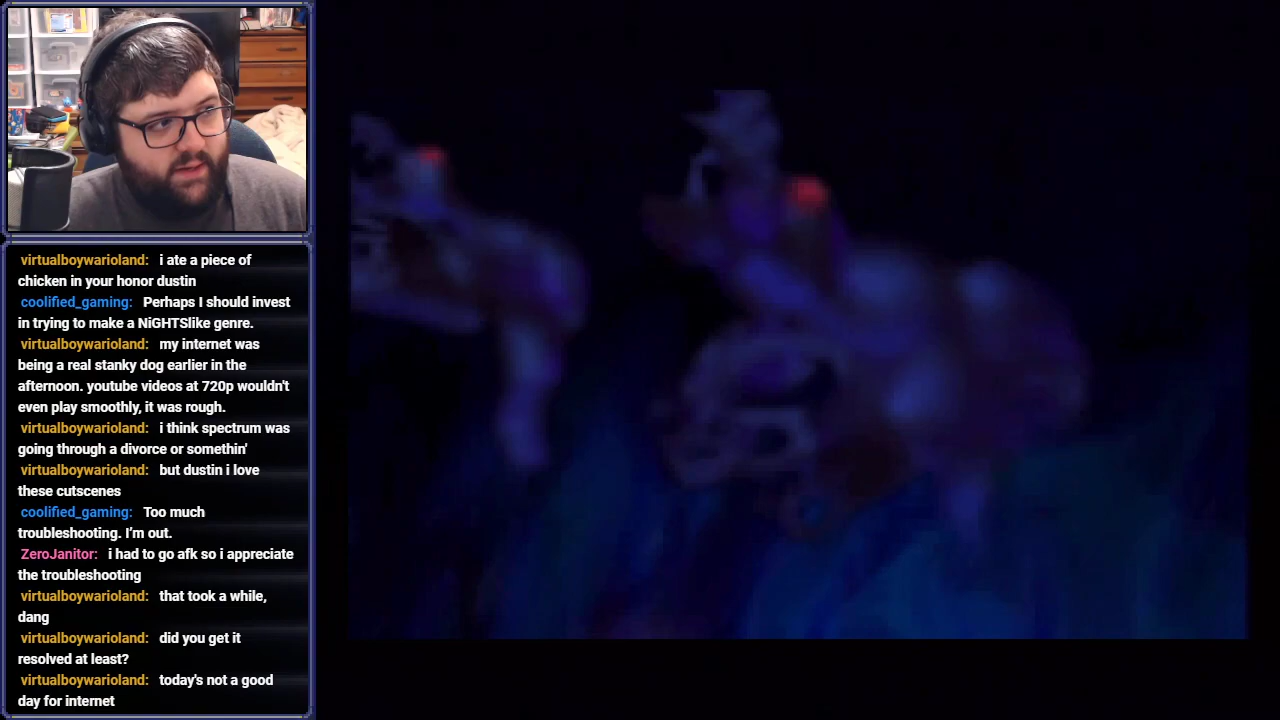 virtualboywarioland: i ate a piece of
chicken in your honor dustin
coolified_gaming: Perhaps I should invest
in trying to make a NiGHTSlike genre.
virtualboywarioland: my internet was
being a real stanky dog earlier in the
afternoon. youtube videos at 720p wouldn't
even play smoothly, it was rough.
virtualboywarioland: i think spectrum was
going through a divorce or somethin'
virtualboywarioland: but dustin i love
these cutscenes
coolified_gaming: Too much
troubleshooting. I'm out.
ZeroJanitor: i had to go afk so i appreciate
the troubleshooting
virtualboywarioland: that took a while,
dang
virtualboywarioland: did you get it
resolved at least?
virtualboywarioland: today's not a good
day for internet